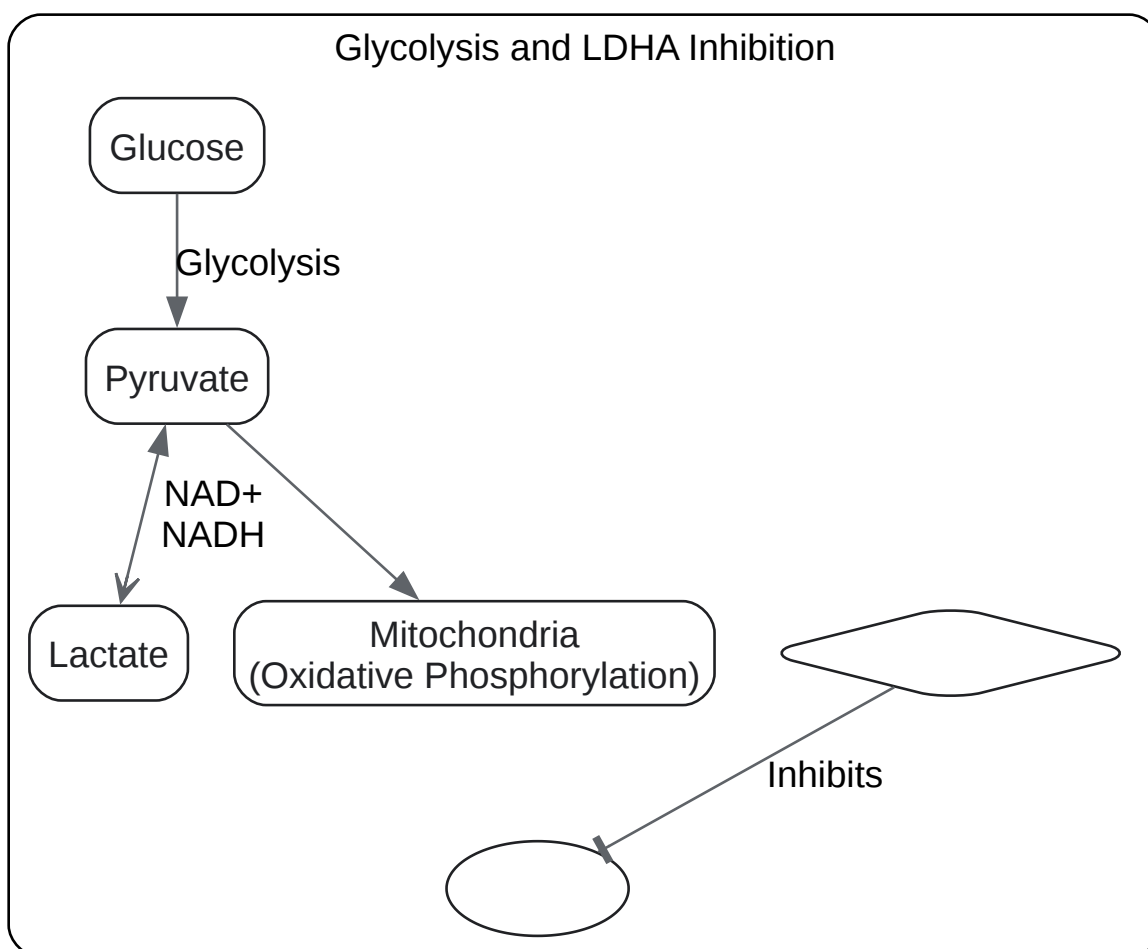 Glycolysis and LDHA Inhibition
Glucose
Glycolysis
Pyruvate
NAD+
NADH
Lactate
Mitochondria
(Oxidative Phosphorylation)
Inhibits